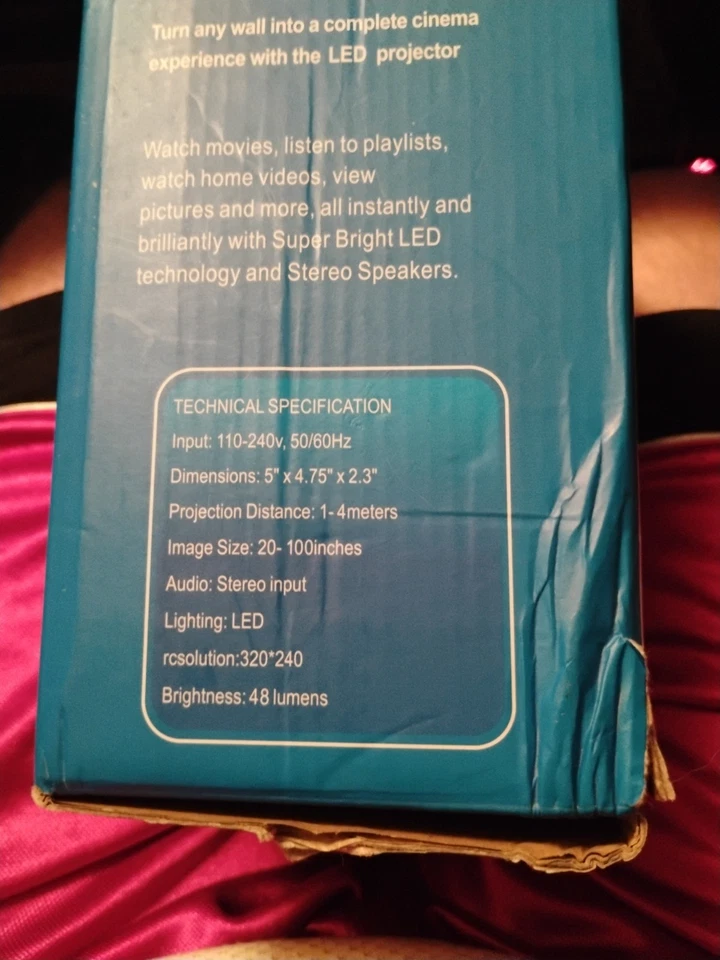 Turn any wall into a complete cinema
experience with the LED projector
Watch movies, listen to playlists,
watch home videos, view
pictures and more, all instantly and
brilliantly with Super Bright LED
technology and Stereo Speakers.
TECHNICAL SPECIFICATION
Input: 110-240v, 50/60Hz
Dimensions: 5" x 4.75" x 2.3"
Projection Distance: 1- 4meters
Image Size: 20- 100inches
Audio: Stereo input
Lighting: LED
rcsolution:320*240
Brightness: 48 lumens